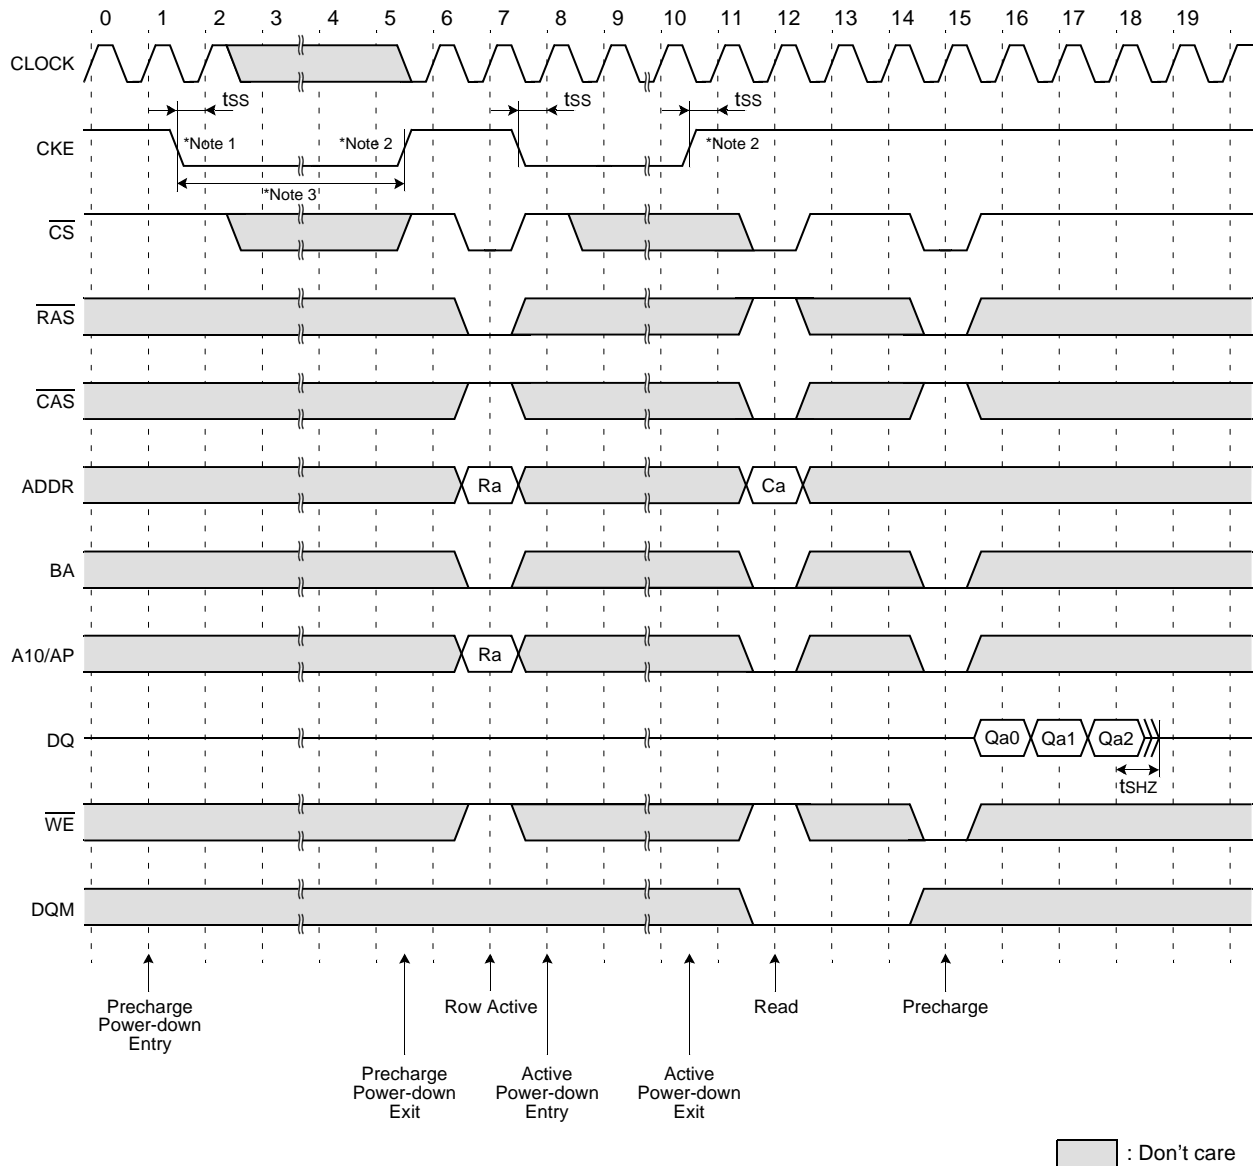 0 1 2 3 4 5 6 7 8 9 10 11 12 13 14 15 16 17 18 19
CLOCK
tSS tSS tSS
CKE *Note 1 *Note 2 *Note 2
*Note 3
CS
RAS
CAS
ADDR Ra Ca
BA
A10/AP Ra
DQ Qa0 Qa1 Qa2
tSHZ
WE
DQM
Precharge
Power-down
Entry
Row Active
Read
Precharge
Precharge
Power-down
Exit
Active
Power-down
Entry
Active
Power-down
Exit
: Don't care